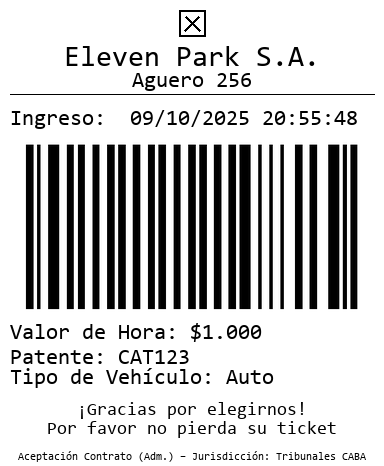 Eleven Park S.A.
Aguero 256
Ingreso: 09/10/2025 20:55:48
Valor de Hora: $1.000
Patente: CAT123
Tipo de Vehículo: Auto
¡Gracias por elegirnos!
Por favor no pierda su ticket
Aceptación Contrato (Adm.) – Jurisdicción: Tribunales CABA